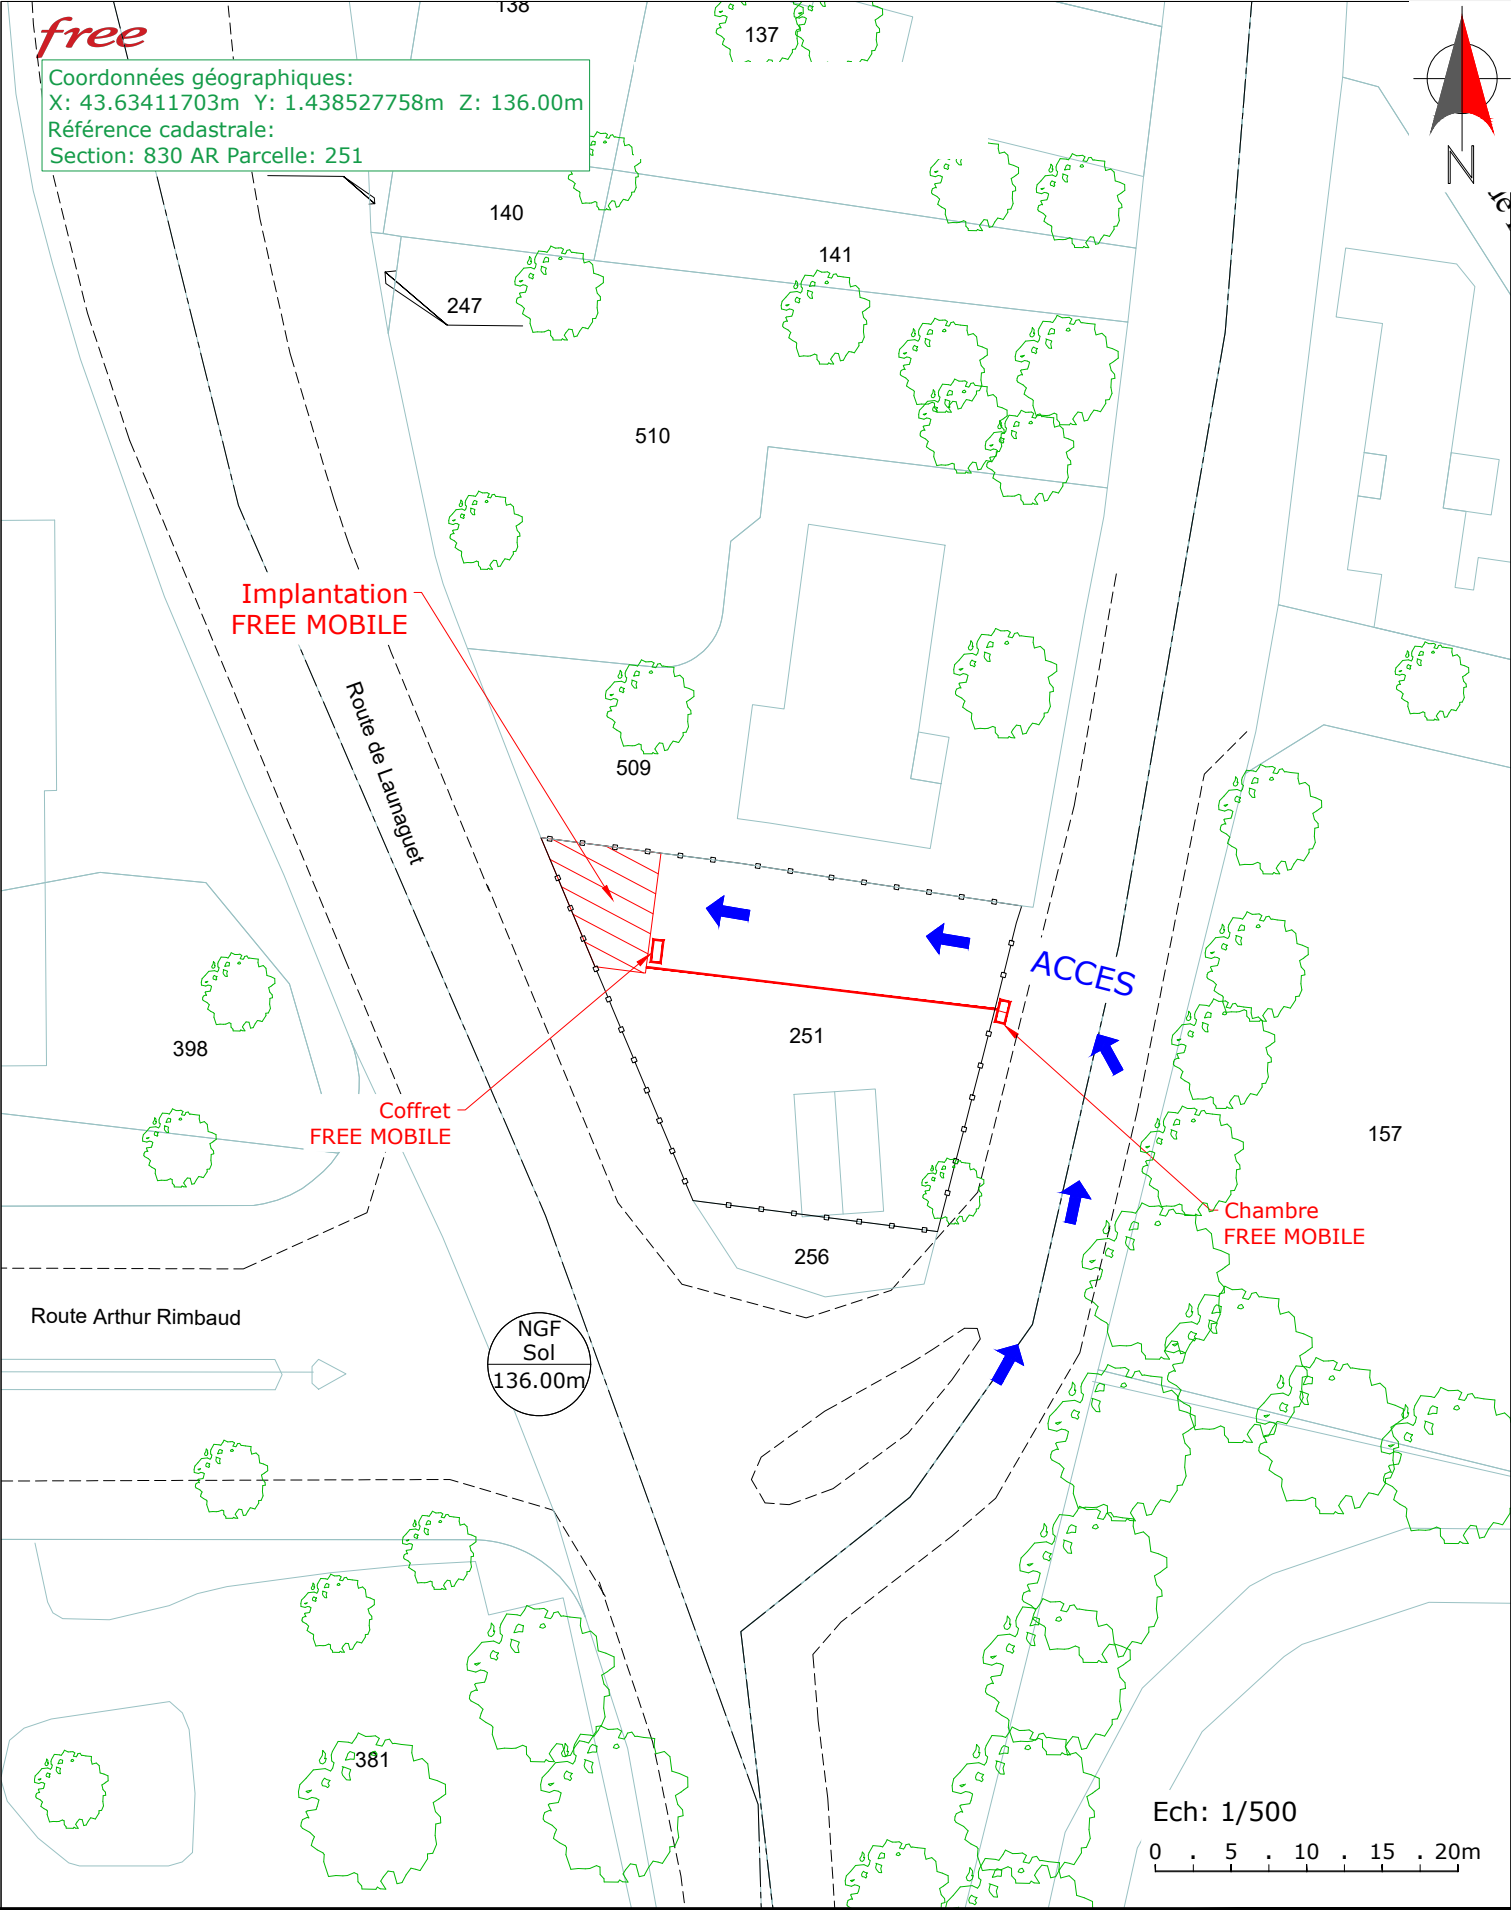 138
free
137
Coordonnées géographiques:
X: 43.63411703m Y: 1.438527758m Z: 136.00m
Référence cadastrale:
Section: 830 AR Parcelle: 251
N
140
141
247
510
Implantation
FREE MOBILE
Route de Launaguet
509
ACCES
251
398
Coffret
FREE MOBILE
157
Chambre
FREE MOBILE
256
Route Arthur Rimbaud
NGF
Sol
136.00m
381
Ech: 1/500
0 . 5 . 10 . 15 . 20m